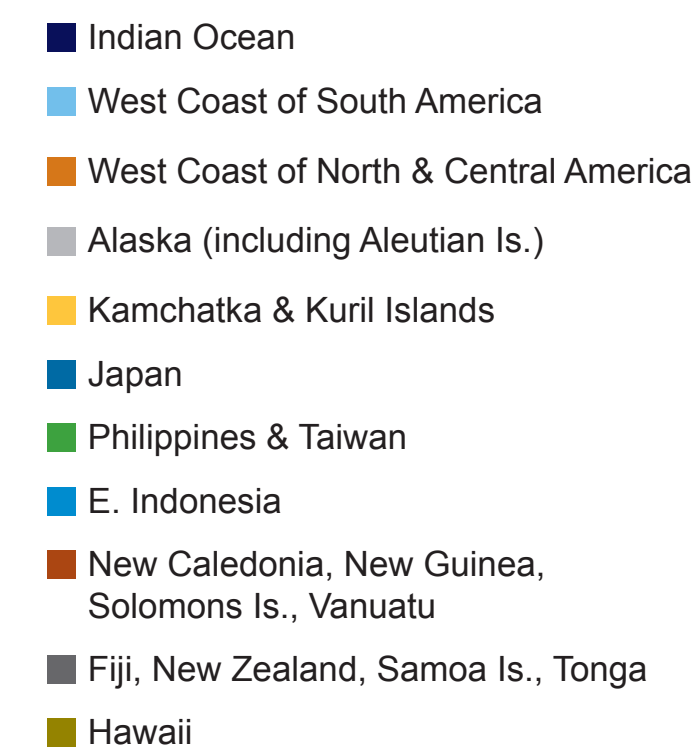 Indian Ocean
West Coast of South America
West Coast of North & Central America
Alaska (including Aleutian Is.)
Kamchatka & Kuril Islands
Japan
Philippines & Taiwan
E. Indonesia
New Caledonia, New Guinea,
Solomons Is., Vanuatu
Fiji, New Zealand, Samoa Is., Tonga
Hawaii